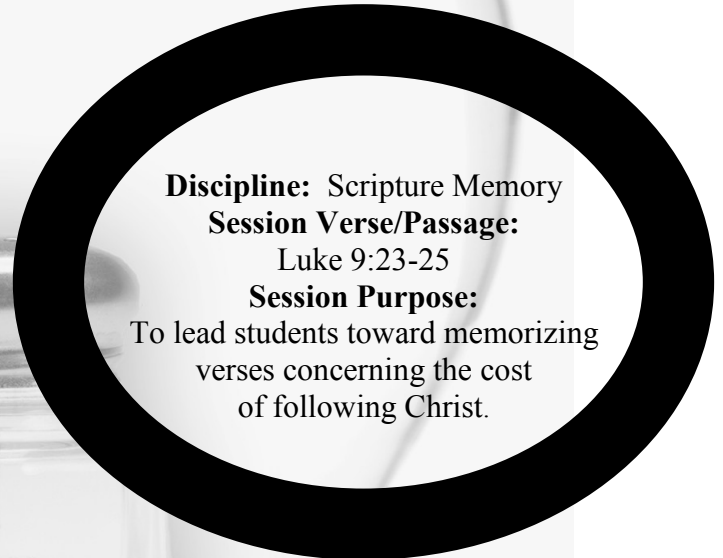 Discipline:  Scripture Memory
Session Verse/Passage:
Luke 9:23-25
Session Purpose:
To lead students toward memorizing
verses concerning the cost
of following Christ.